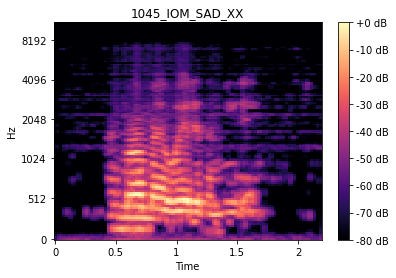 1045_IOM_SAD_XX
8192
4096
2048
1024
512
0
Hz
0
0.5
1
1.5
2
Time
+0 dB
-10 dB
-20 dB
-30 dB
-40 dB
-50 dB
-60 dB
-70 dB
-80 dB